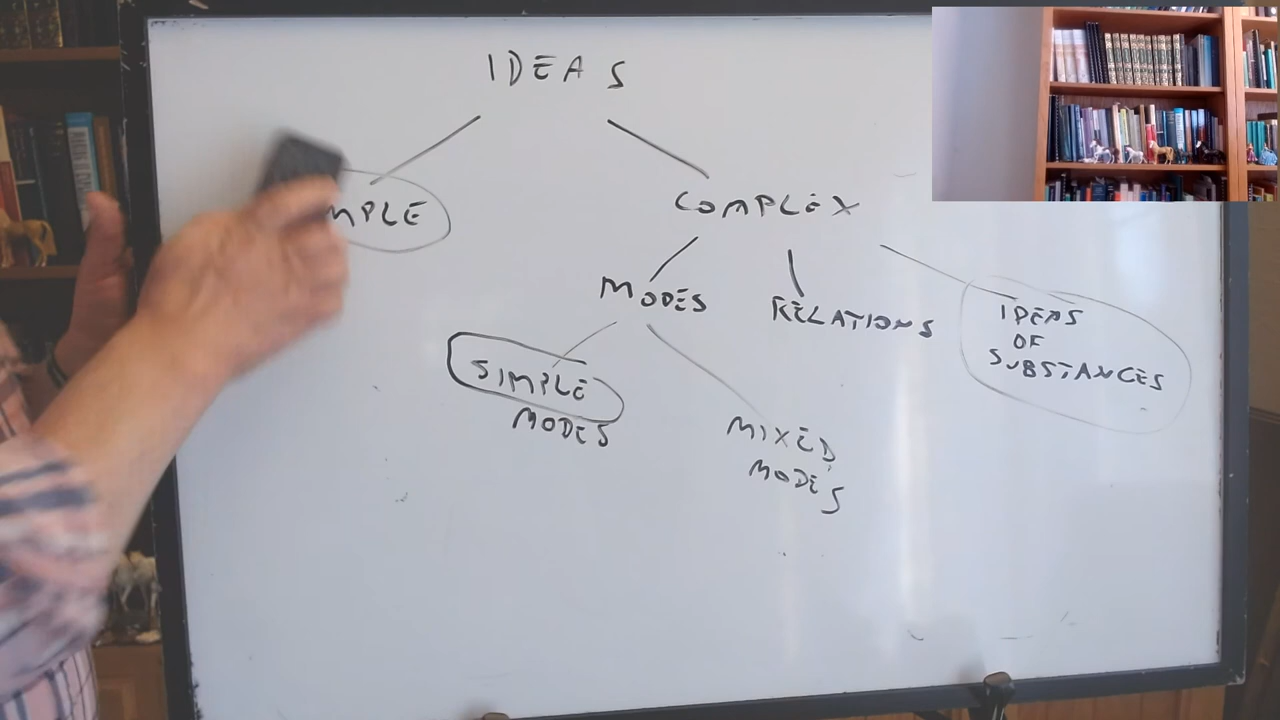 IDEAS
MPLE
COMPLEX
MODES
RELATIONS
IDEAS
OF
SUBSTANCES
SIMPLE
MODES
MIXED
MODES